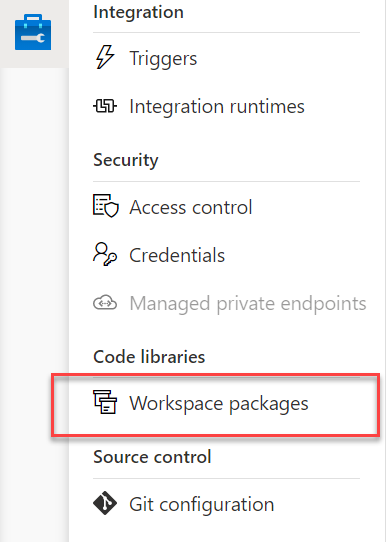 Integration
Triggers
Integration runtimes
Security
Access control
Credentials
Managed private endpoints
Code libraries
Workspace packages
Source control
Git configuration